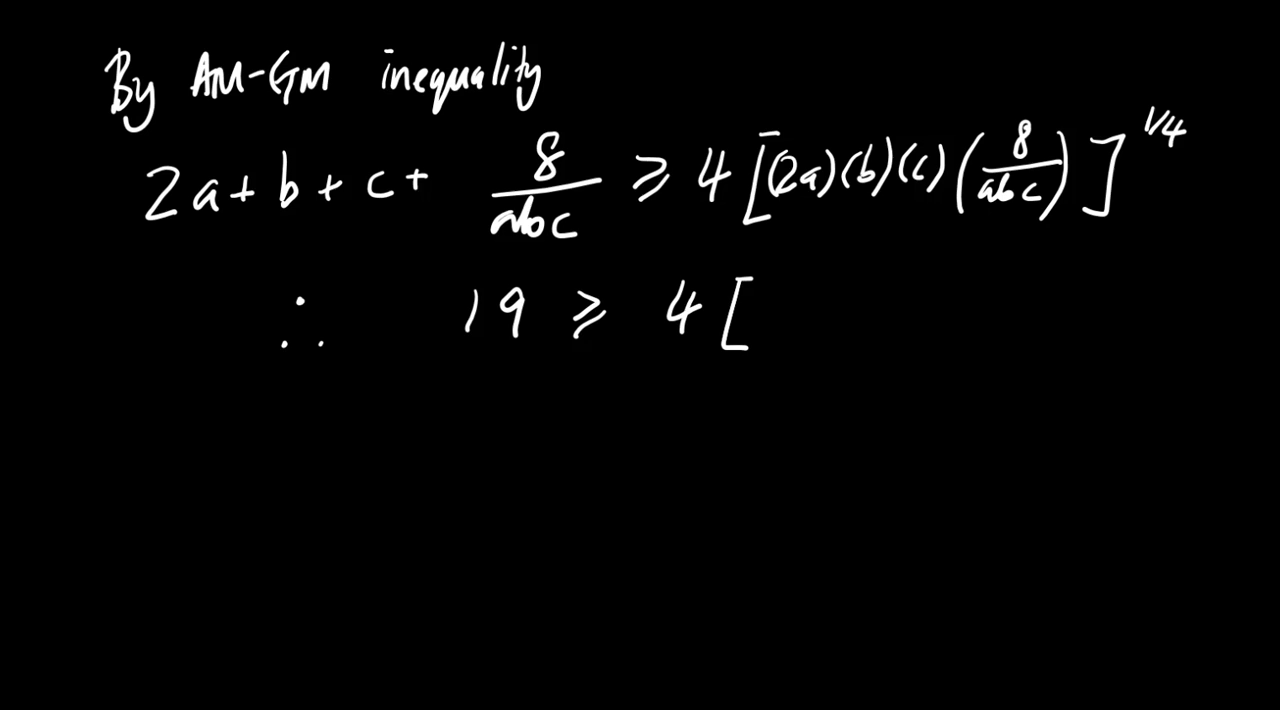 By AM-GM inequality
2a + b + c + 8/abc ≥ 4 [(2a)(b)(c)(8/abc)]^1/4
∴ 19 ≥ 4 [